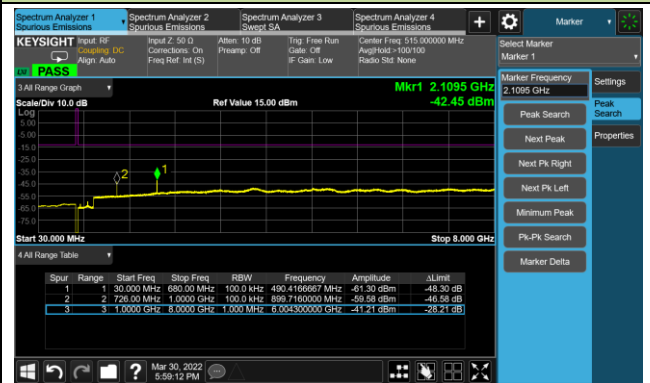 Spectrum Analyzer 1
Spurious Emissions
Spectrum Analyzer 2
Spurious Emissions
Spectrum Analyzer 3
Swept SA
Spectrum Analyzer 4
Spurious Emissions
+
Marker
KEYSIGHT
Input: RF
Coupling: DC
Align: Auto
Input Z: 50 Ω
Corrections: On
Freq Ref: Int (S)
Atten: 10 dB
Preamp: Off
Trig: Free Run
Gate: Off
IF Gain: Low
Center Freq: 515.000000 MHz
Avg|Hold:>100/100
Radio Std: None
PASS
Select Marker
Marker 1
3 All Range Graph
Mkr1 2.1095 GHz
-42.45 dBm
Scale/Div 10.0 dB
Ref Value 15.00 dBm
Log
5.00
-5.00
-15.0
-25.0
-35.0
-45.0
-55.0
-65.0
-75.0
2
1
Start 30.000 MHz
Stop 8.000 GHz
Marker Frequency
2.1095 GHz
Peak Search
Next Peak
Next Pk Right
Next Pk Left
Minimum Peak
Pk-Pk Search
Marker Delta
Settings
Peak
Search
Properties
4 All Range Table
Spur Range Start Freq Stop Freq RBW Frequency Amplitude ΔLimit
1 1 30.000 MHz 680.00 MHz 100.0 kHz 490.4166667 MHz -61.30 dBm -48.30 dB
2 2 726.00 MHz 1.0000 GHz 100.0 kHz 899.7160000 MHz -59.58 dBm -46.58 dB
3 3 1.0000 GHz 8.0000 GHz 1.000 MHz 6.004300000 GHz -41.21 dBm -28.21 dB
?
Mar 30, 2022
5:59:12 PM